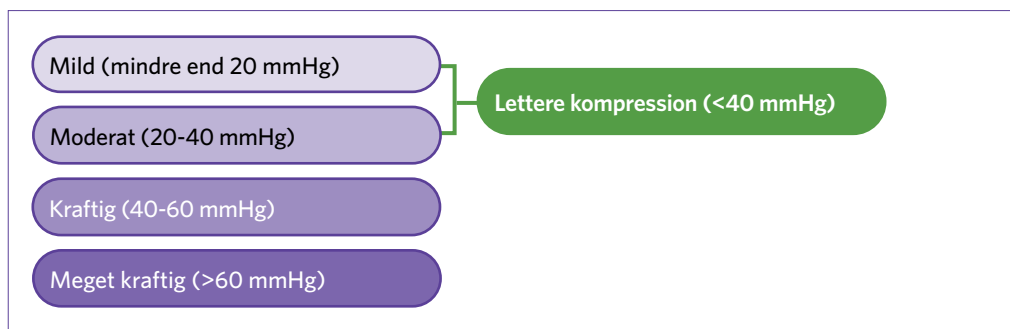 Mild (mindre end 20 mmHg)
Moderat (20-40 mmHg)
Lettere kompression (<40 mmHg)
Kraftig (40-60 mmHg)
Meget kraftig (>60 mmHg)